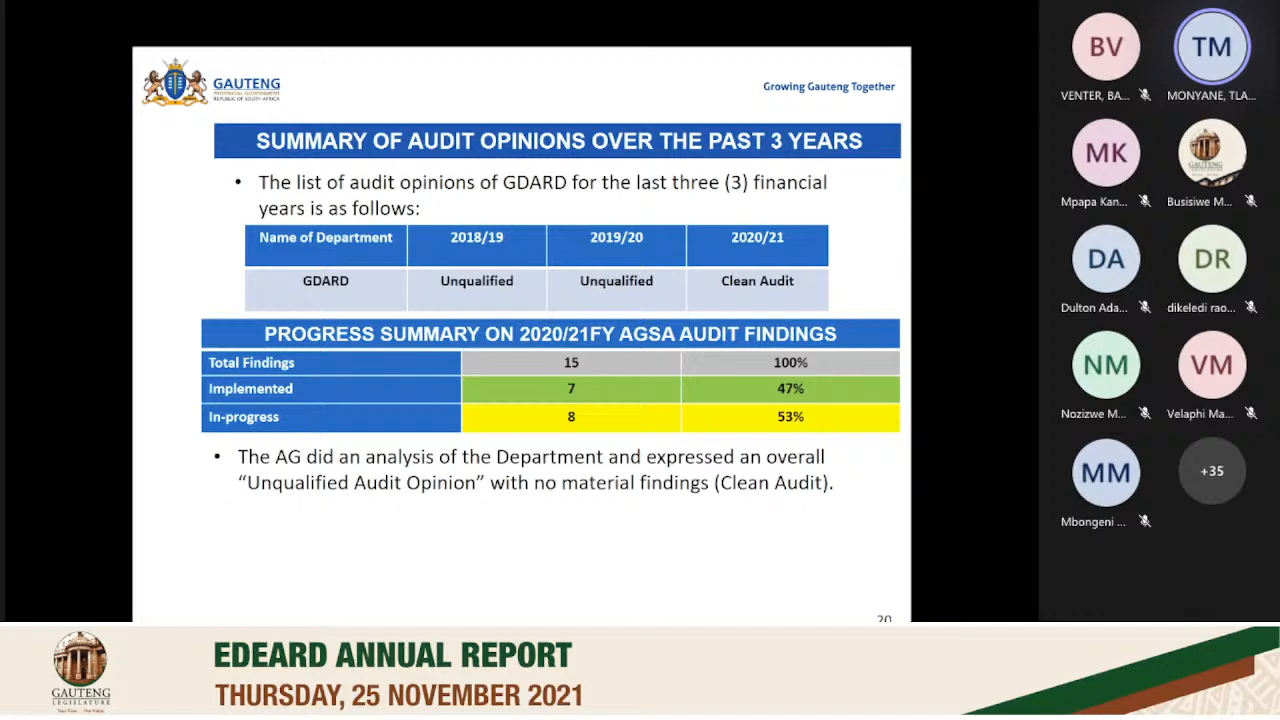 GAUTENG
PROVINCIAL GOVERNMENT
REPUBLIC OF SOUTH AFRICA
Growing Gauteng Together
SUMMARY OF AUDIT OPINIONS OVER THE PAST 3 YEARS
• The list of audit opinions of GDARD for the last three (3) financial
years is as follows:
Name of Department 2018/19 2019/20 2020/21
GDARD Unqualified Unqualified Clean Audit
PROGRESS SUMMARY ON 2020/21FY AGSA AUDIT FINDINGS
Total Findings 15 100%
Implemented 7 47%
In-progress 8 53%
• The AG did an analysis of the Department and expressed an overall
“Unqualified Audit Opinion” with no material findings (Clean Audit).
20
BV TM
VENTER, BA... MONYANE, TLA...
MK
Mpapa Kan... Busisiwe M...
DA DR
Dulton Ada... dikeledi rao...
NM VM
Nozizwe M... Velaphi Ma...
MM +35
Mbongeni ...
EDEARD ANNUAL REPORT
THURSDAY, 25 NOVEMBER 2021
GAUTENG
LEGISLATURE